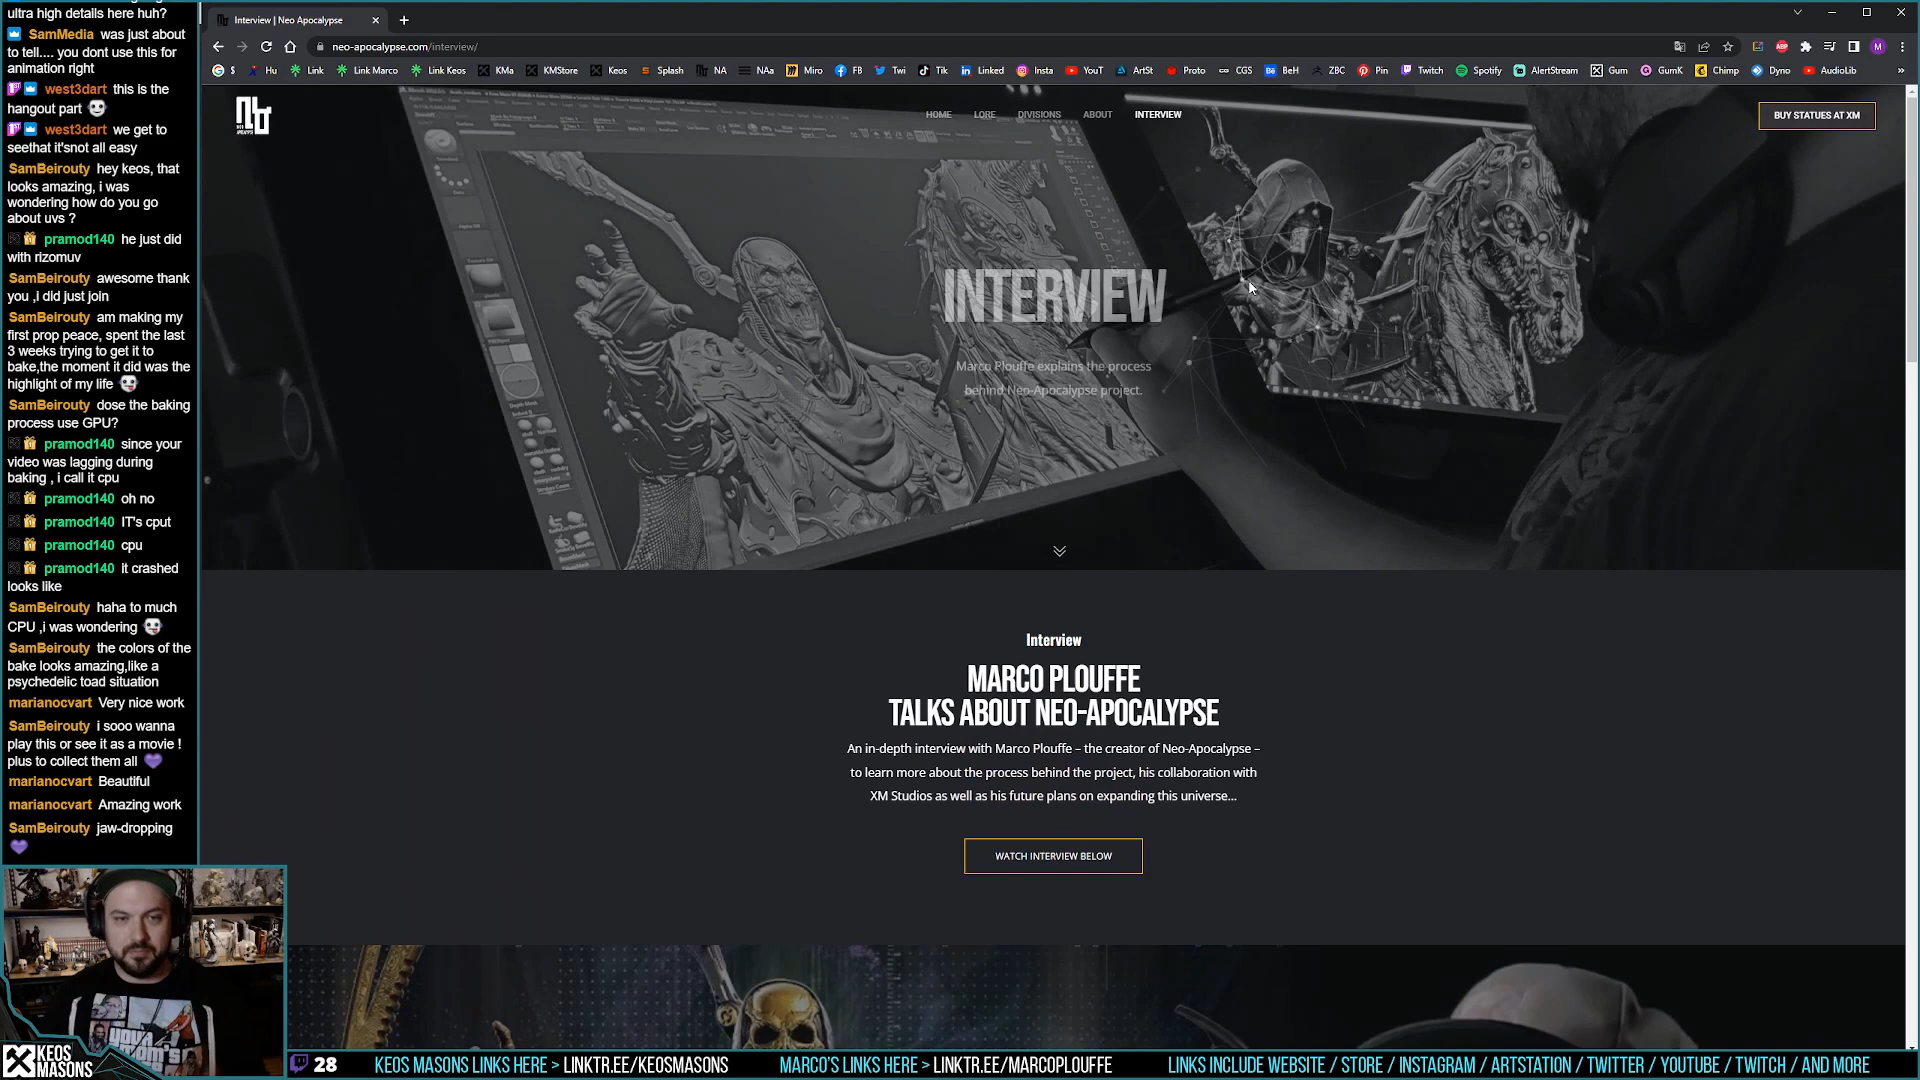 ultra high details here huh?
SamMedia was just about
to tell.... you dont use this for
animation right
west3dart this is the
hangout part
west3dart we get to
seethat it'snot all easy
SamBeirouty hey keos, that
looks amazing, i was
wondering how do you go
about uvs ?
pramod140 he just did
with rizomuv
SamBeirouty awesome thank
you ,i did just join
SamBeirouty am making my
first prop peace, spent the last
3 weeks trying to get it to
bake,the moment it did was the
highlight of my life
SamBeirouty dose the baking
process use GPU?
pramod140 since your
video was lagging during
baking , i call it cpu
pramod140 oh no
pramod140 IT's cput
pramod140 cpu
pramod140 It crashed
looks like
SamBeirouty haha to much
CPU ,i was wondering
SamBeirouty the colors of the
bake looks amazing,like a
psychedelic toad situation
marianocvart Very nice work
SamBeirouty i sooo wanna
play this or see it as a movie !
plus to collect them all
marianocvart Beautiful
marianocvart Amazing work
SamBeirouty jaw-dropping
Interview | Neo Apocalypse
neo-apocalypse.com/interview/
$ Hu Link Link Marco Link Keos KMa KMStore Keos Splash NA NAa Miro FB Twi Tik Linked Insta YouT ArtSt Proto CGS BeH ZBC Pin Twitch Spotify AlertStream Gum GumK Chimp Dyno AudioLib
HOME LORE DIVISIONS ABOUT INTERVIEW
BUY STATUES AT XM
INTERVIEW
Marco Plouffe explains the process
behind Neo-Apocalypse project.
Interview
MARCO PLOUFFE
TALKS ABOUT NEO-APOCALYPSE
An in-depth interview with Marco Plouffe – the creator of Neo-Apocalypse –
to learn more about the process behind the project, his collaboration with
XM Studios as well as his future plans on expanding this universe...
WATCH INTERVIEW BELOW
KEOS
MASONS
28
KEOS MASONS LINKS HERE > LINKTR.EE/KEOSMASONS
MARCO'S LINKS HERE > LINKTR.EE/MARCOPLOUFFE
LINKS INCLUDE WEBSITE / STORE / INSTAGRAM / ARTSTATION / TWITTER / YOUTUBE / TWITCH / AND MORE